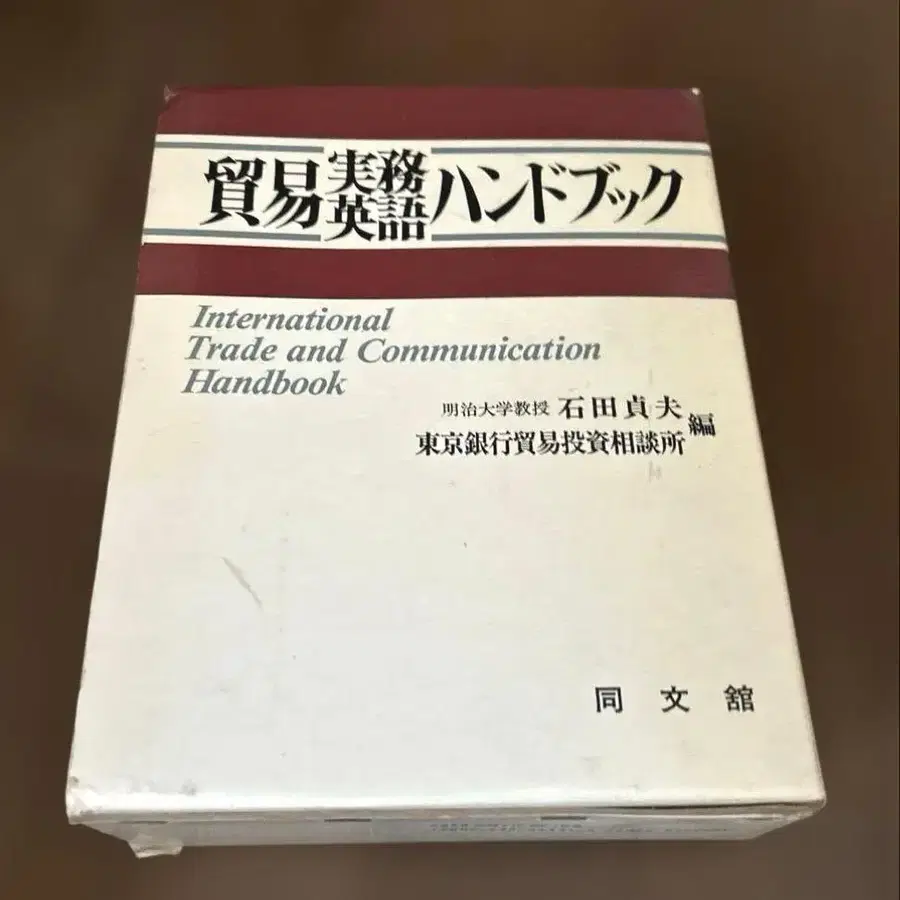 貿易実務英語ハンドブック
International
Trade and Communication
Handbook
明治大学教授 石田貞夫
東京銀行貿易投資相談所 編
同文舘